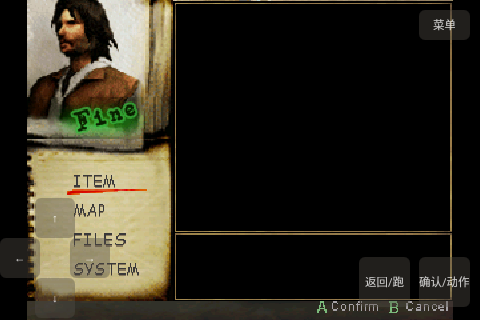 菜单
Fine
ITEM
MAP
FILES
SYSTEM
↑
←
→
↓
返回/跑
确认/动作
A Confirm B Cancel